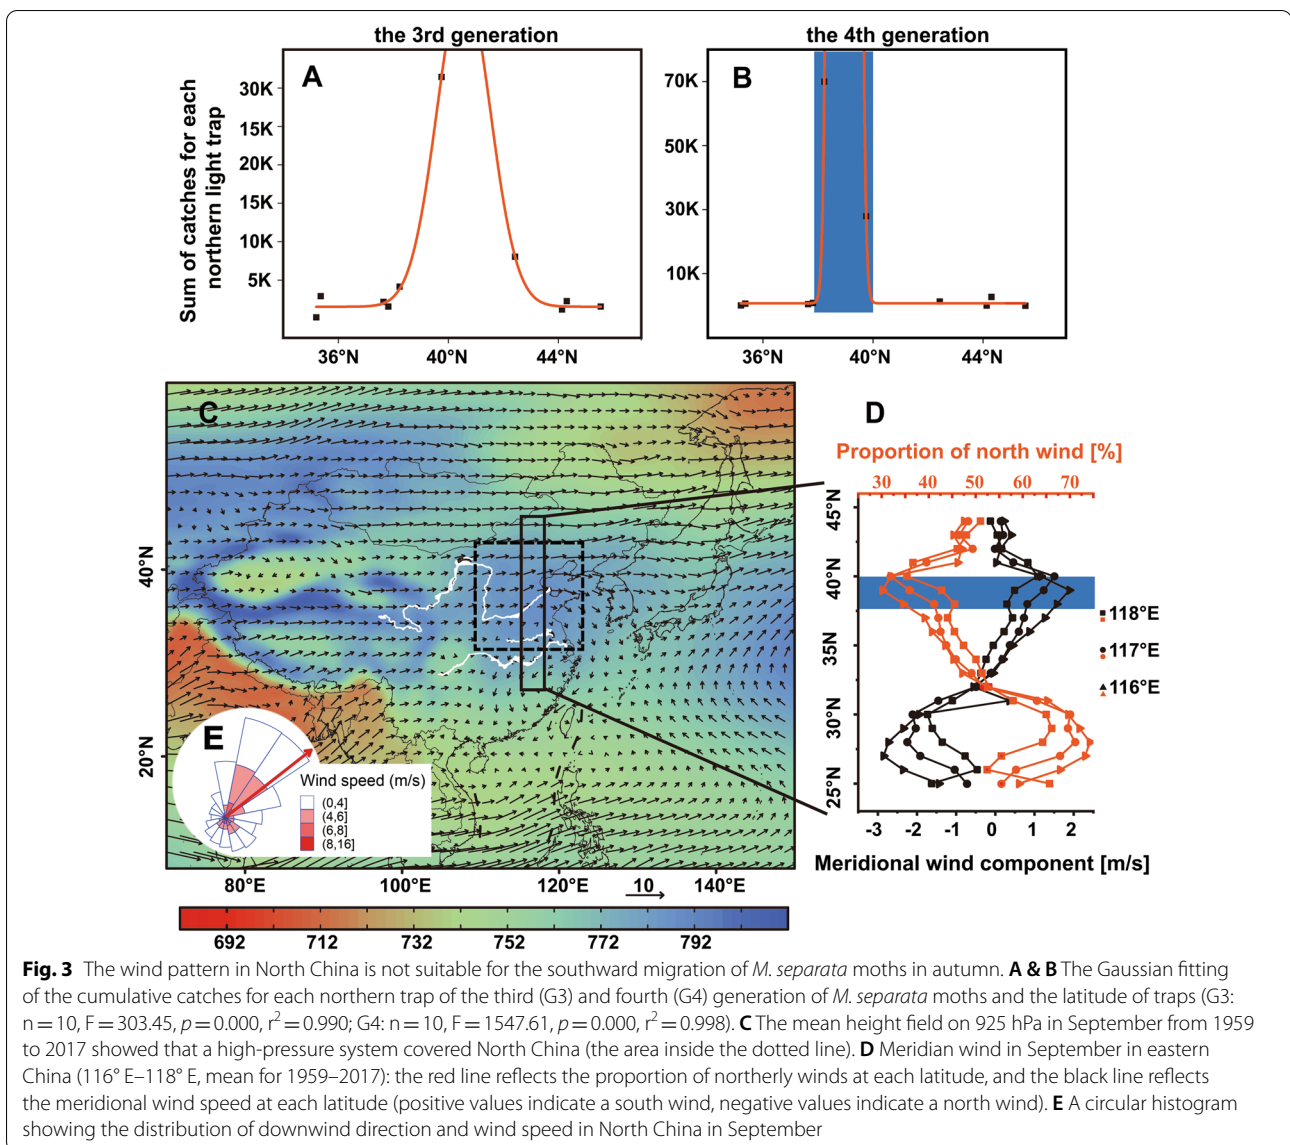 the 3rd generation
the 4th generation
Sum of catches for each
northern light trap
A
30K
15K
20K
15K
10K
5K
36°N 40°N 44°N
B
70K
50K
30K
10K
36°N 40°N 44°N
C
40°N
20°N
80°E 100°E 120°E 10 140°E
692 712 732 752 772 792
E
Wind speed (m/s)
(0,4]
(4,6]
(6,8]
(8,16]
D
Proportion of north wind [%]
30 40 50 60 70
45°N
40°N
35N
30°N
25°N
118°E
117°E
116°E
-3 -2 -1 0 1 2
Meridional wind component [m/s]
Fig. 3 The wind pattern in North China is not suitable for the southward migration of M. separata moths in autumn. A & B The Gaussian fitting
of the cumulative catches for each northern trap of the third (G3) and fourth (G4) generation of M. separata moths and the latitude of traps (G3:
n = 10, F = 303.45, p = 0.000, r² = 0.990; G4: n = 10, F = 1547.61, p = 0.000, r² = 0.998). C The mean height field on 925 hPa in September from 1959
to 2017 showed that a high-pressure system covered North China (the area inside the dotted line). D Meridian wind in September in eastern
China (116° E–118° E, mean for 1959–2017): the red line reflects the proportion of northerly winds at each latitude, and the black line reflects
the meridional wind speed at each latitude (positive values indicate a south wind, negative values indicate a north wind). E A circular histogram
showing the distribution of downwind direction and wind speed in North China in September